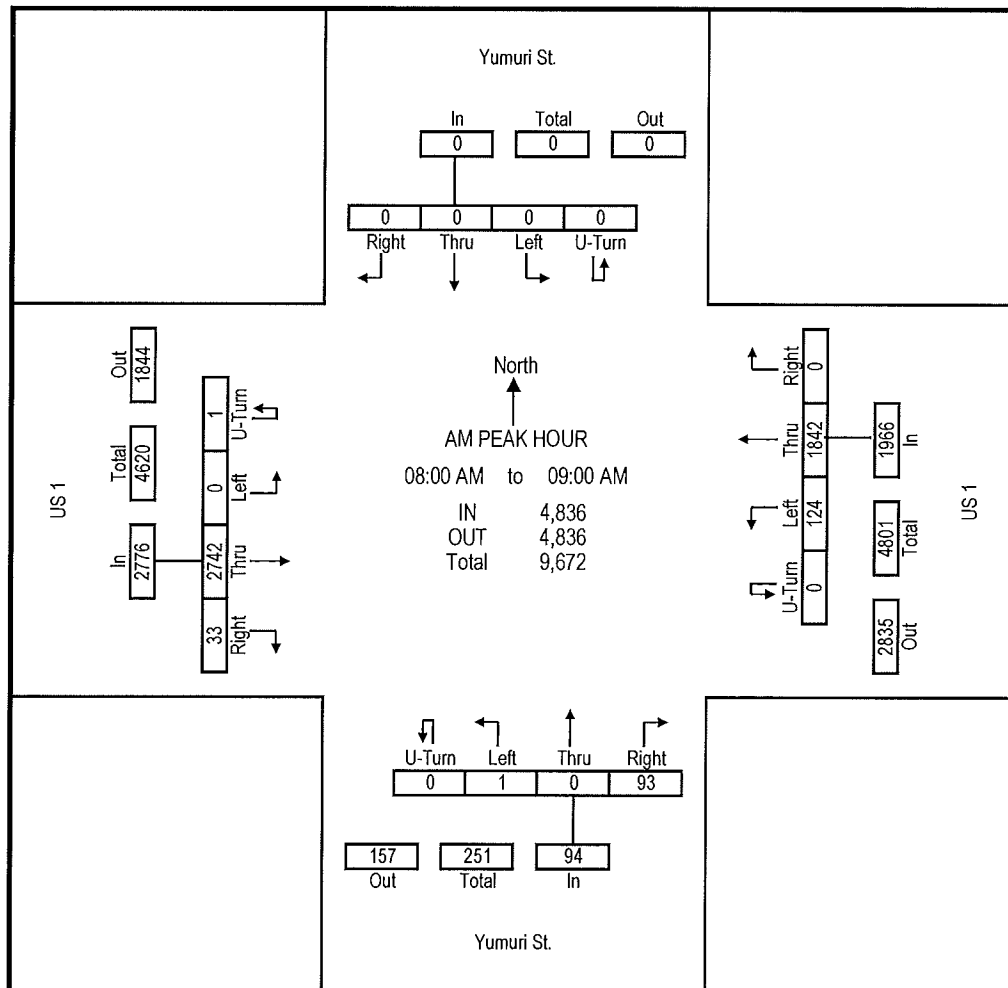 Yumuri St.
In Total Out
0 0 0
0 0 0 0
Right Thru Left U-Turn
US 1
Out 1844
Total 4620
In 2776
1 U-Turn
0 Left
2742 Thru
33 Right
North
AM PEAK HOUR
08:00 AM to 09:00 AM
IN 4,836
OUT 4,836
Total 9,672
Right 0
Thru 1842
Left 124
U-Turn 0
1966 In
4801 Total
2835 Out
US 1
U-Turn Left Thru Right
0 1 0 93
157 251 94
Out Total In
Yumuri St.